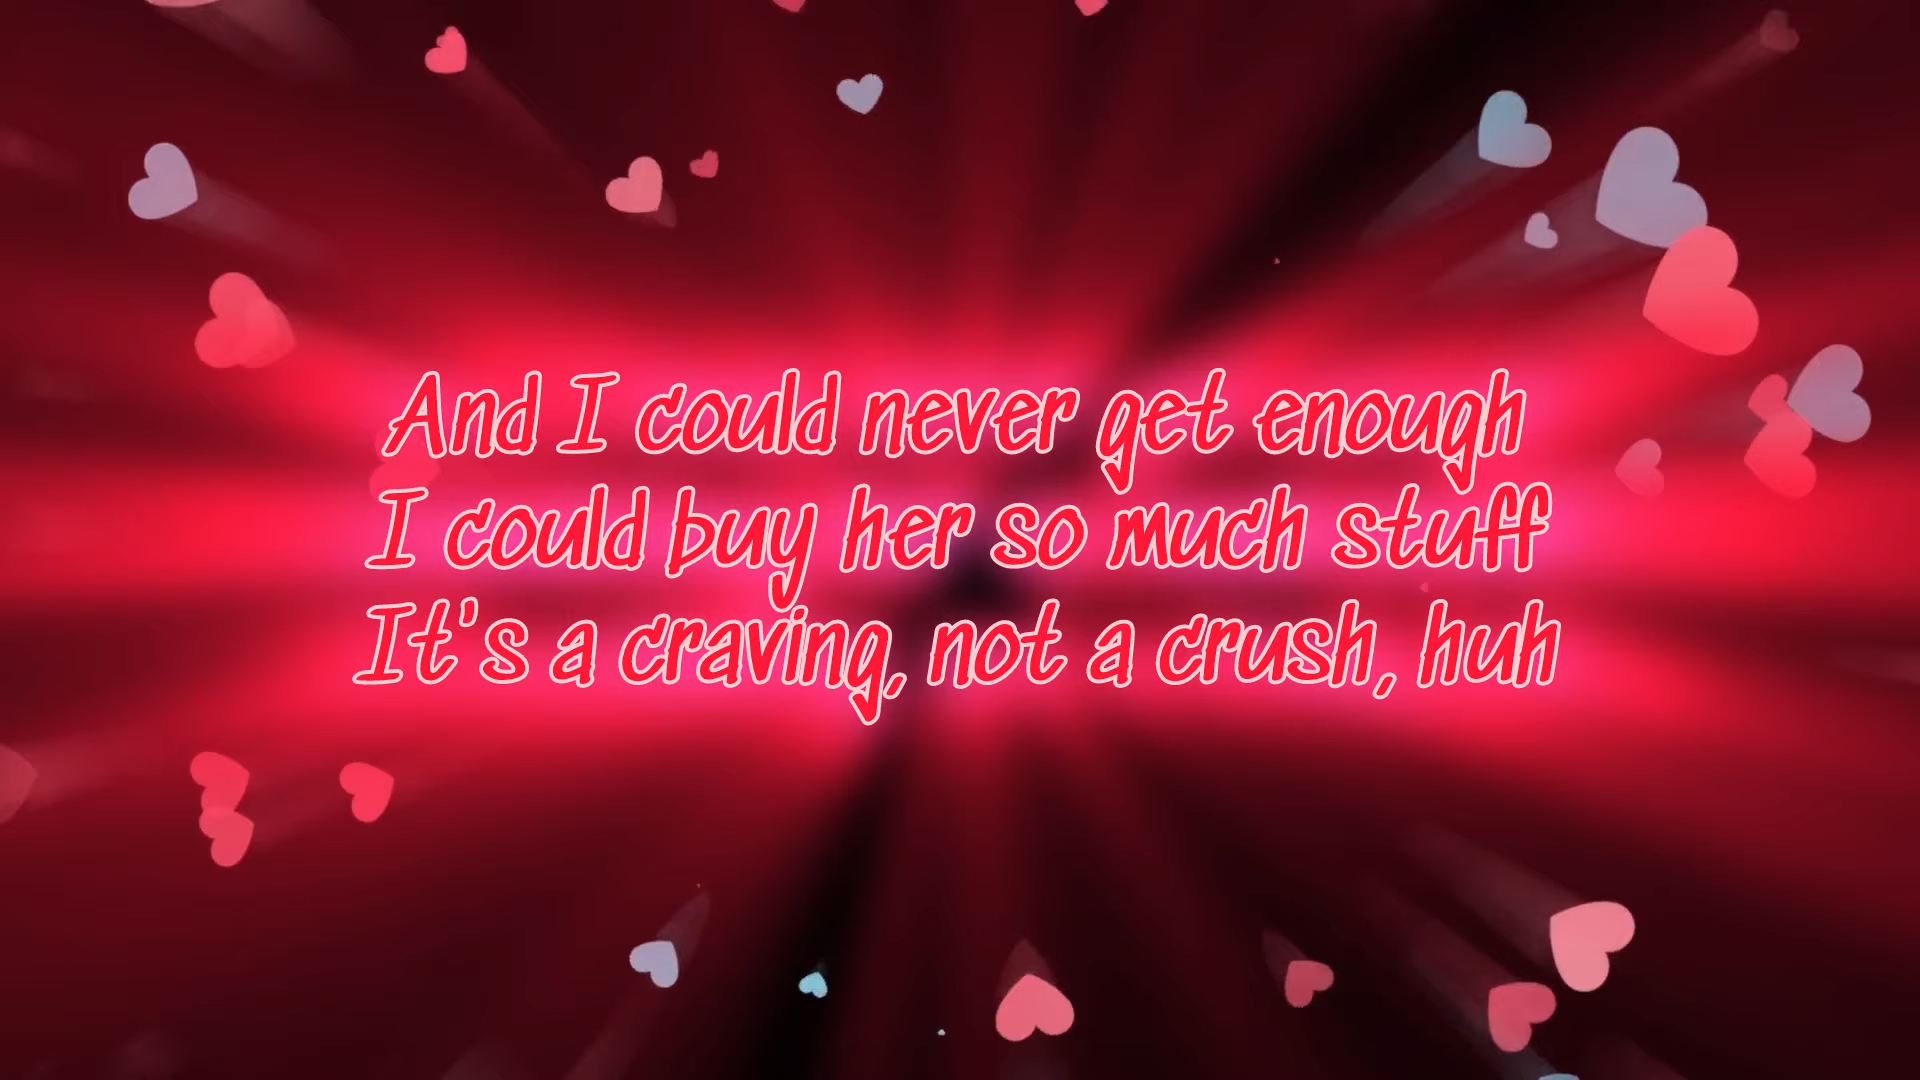 And I could never get enough
I could buy her so much stuff
It's a craving, not a crush, huh